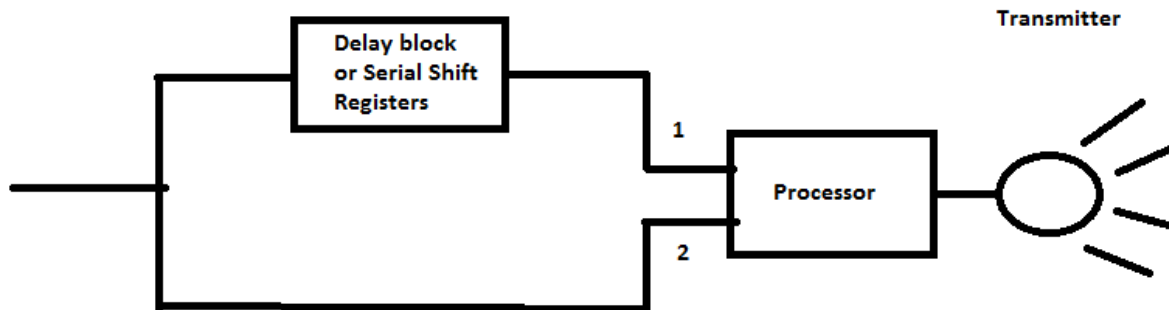 Transmitter
Delay block
or Serial Shift
Registers
1
Processor
2